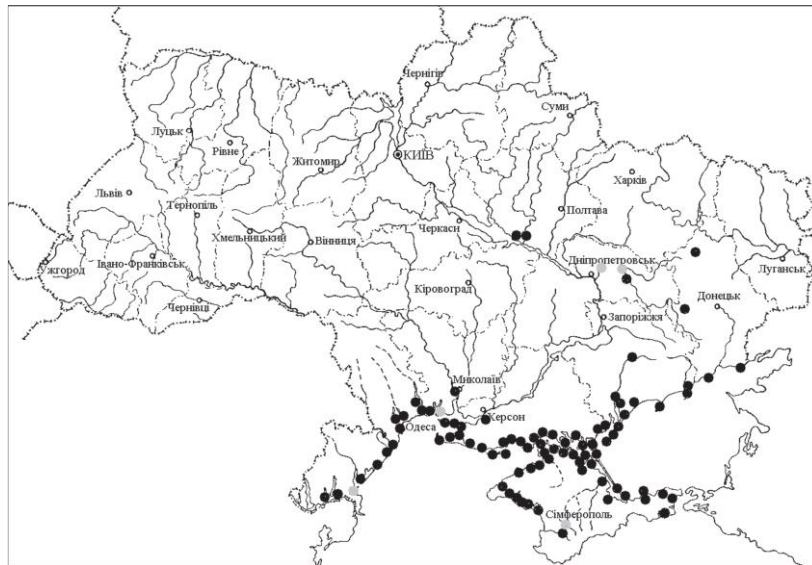 Чернігів
Суми
Луцьк
Рівне
КИЇВ
Житомир
Харків
Львів
Тернопіль
Полтава
Черкаси
Хмельницький
Вінниця
Ужгород
Івано-Франківськ
Дніпропетровськ
Луганськ
Кіровоград
Донецьк
Чернівці
Запоріжжя
Миколаїв
Херсон
Одеса
Сімферополь